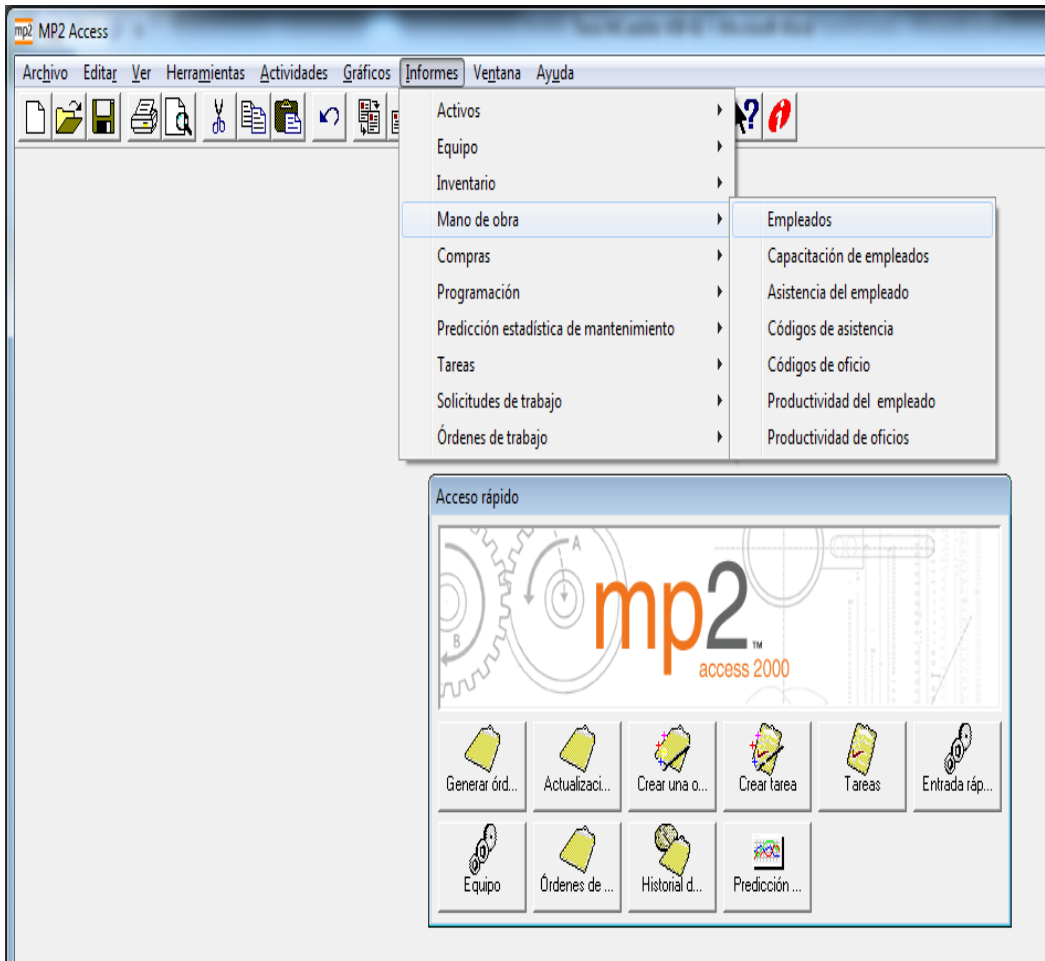 mp2 MP2 Access
Archivo Editar Ver Herramientas Actividades Gráficos Informes Ventana Ayuda
Activos
Equipo
Inventario
Mano de obra
Compras
Programación
Predicción estadística de mantenimiento
Tareas
Solicitudes de trabajo
Órdenes de trabajo
Empleados
Capacitación de empleados
Asistencia del empleado
Códigos de asistencia
Códigos de oficio
Productividad del empleado
Productividad de oficios
Acceso rápido
A
B
mp2™
access 2000
Generar órd... Actualizaci... Crear una o... Crear tarea Tareas Entrada ráp...
Equipo Órdenes de ... Historial d... Predicción ...